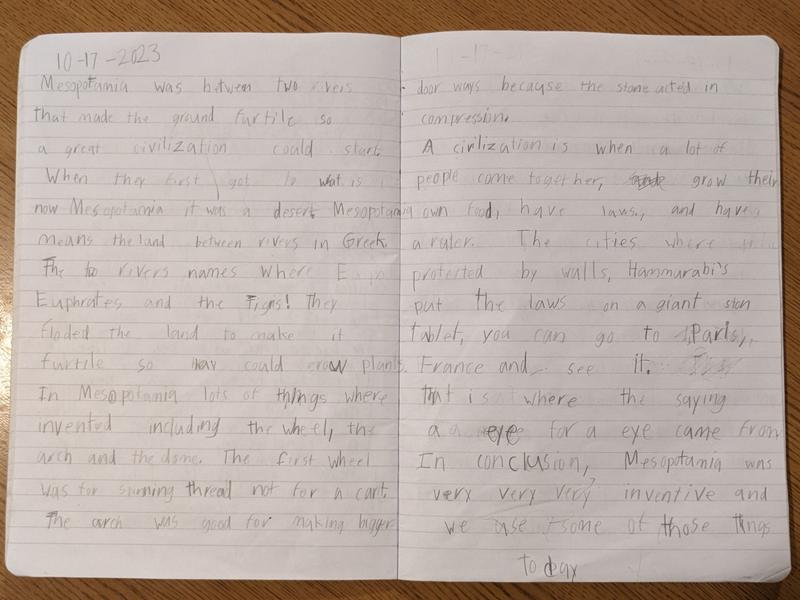 10-17-2023
Mesopotamia was between two rivers
that made the ground furtile so
a great civilization could start.
When they first got to wat is
now Mesopotamia it was a desert. Mesopotamia
means the land between rivers in Greek.
The two rivers names where
Euphrates and the Tigris! They
floded the land to make it
furtile so they could grow plants.
In Mesopotamia lots of things where
invented including the wheel, the
arch and the dome. The first wheel
was for spinning thread not for a cart.
The arch was good for making bigger
door ways because the stone acted in
compression.
A civilization is when a lot of
people come together, grow their
own food, have laws, and have
a ruler. The cities where
protected by walls, Hammurabi's
put the laws on a giant ston
tablet, you can go to Paris,
France and see it.
That is where the saying
a eye for a eye came from
In conclusion, Mesopotamia was
very very very inventive and
we use some of those things
today